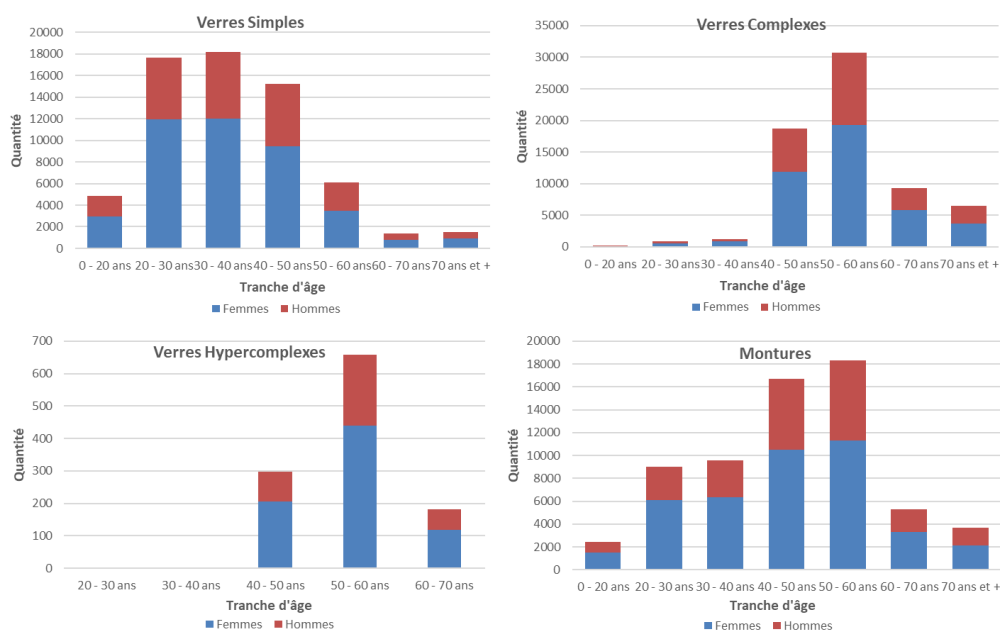 Verres Simples
20000
18000
16000
14000
12000
10000
8000
6000
4000
2000
0
Quantité
0 - 20 ans 20 - 30 ans 30 - 40 ans 40 - 50 ans 50 - 60 ans 60 - 70 ans 70 ans et +
Tranche d'âge
Femmes Hommes
Verres Complexes
35000
30000
25000
20000
15000
10000
5000
0
Quantité
0 - 20 ans 20 - 30 ans 30 - 40 ans 40 - 50 ans 50 - 60 ans 60 - 70 ans 70 ans et +
Tranche d'âge
Femmes Hommes
Verres Hypercomplexes
700
600
500
400
300
200
100
0
Quantité
20 - 30 ans 30 - 40 ans 40 - 50 ans 50 - 60 ans 60 - 70 ans
Tranche d'âge
Femmes Hommes
Montures
20000
18000
16000
14000
12000
10000
8000
6000
4000
2000
0
Quantité
0 - 20 ans 20 - 30 ans 30 - 40 ans 40 - 50 ans 50 - 60 ans 60 - 70 ans 70 ans et +
Tranche d'âge
Femmes Hommes